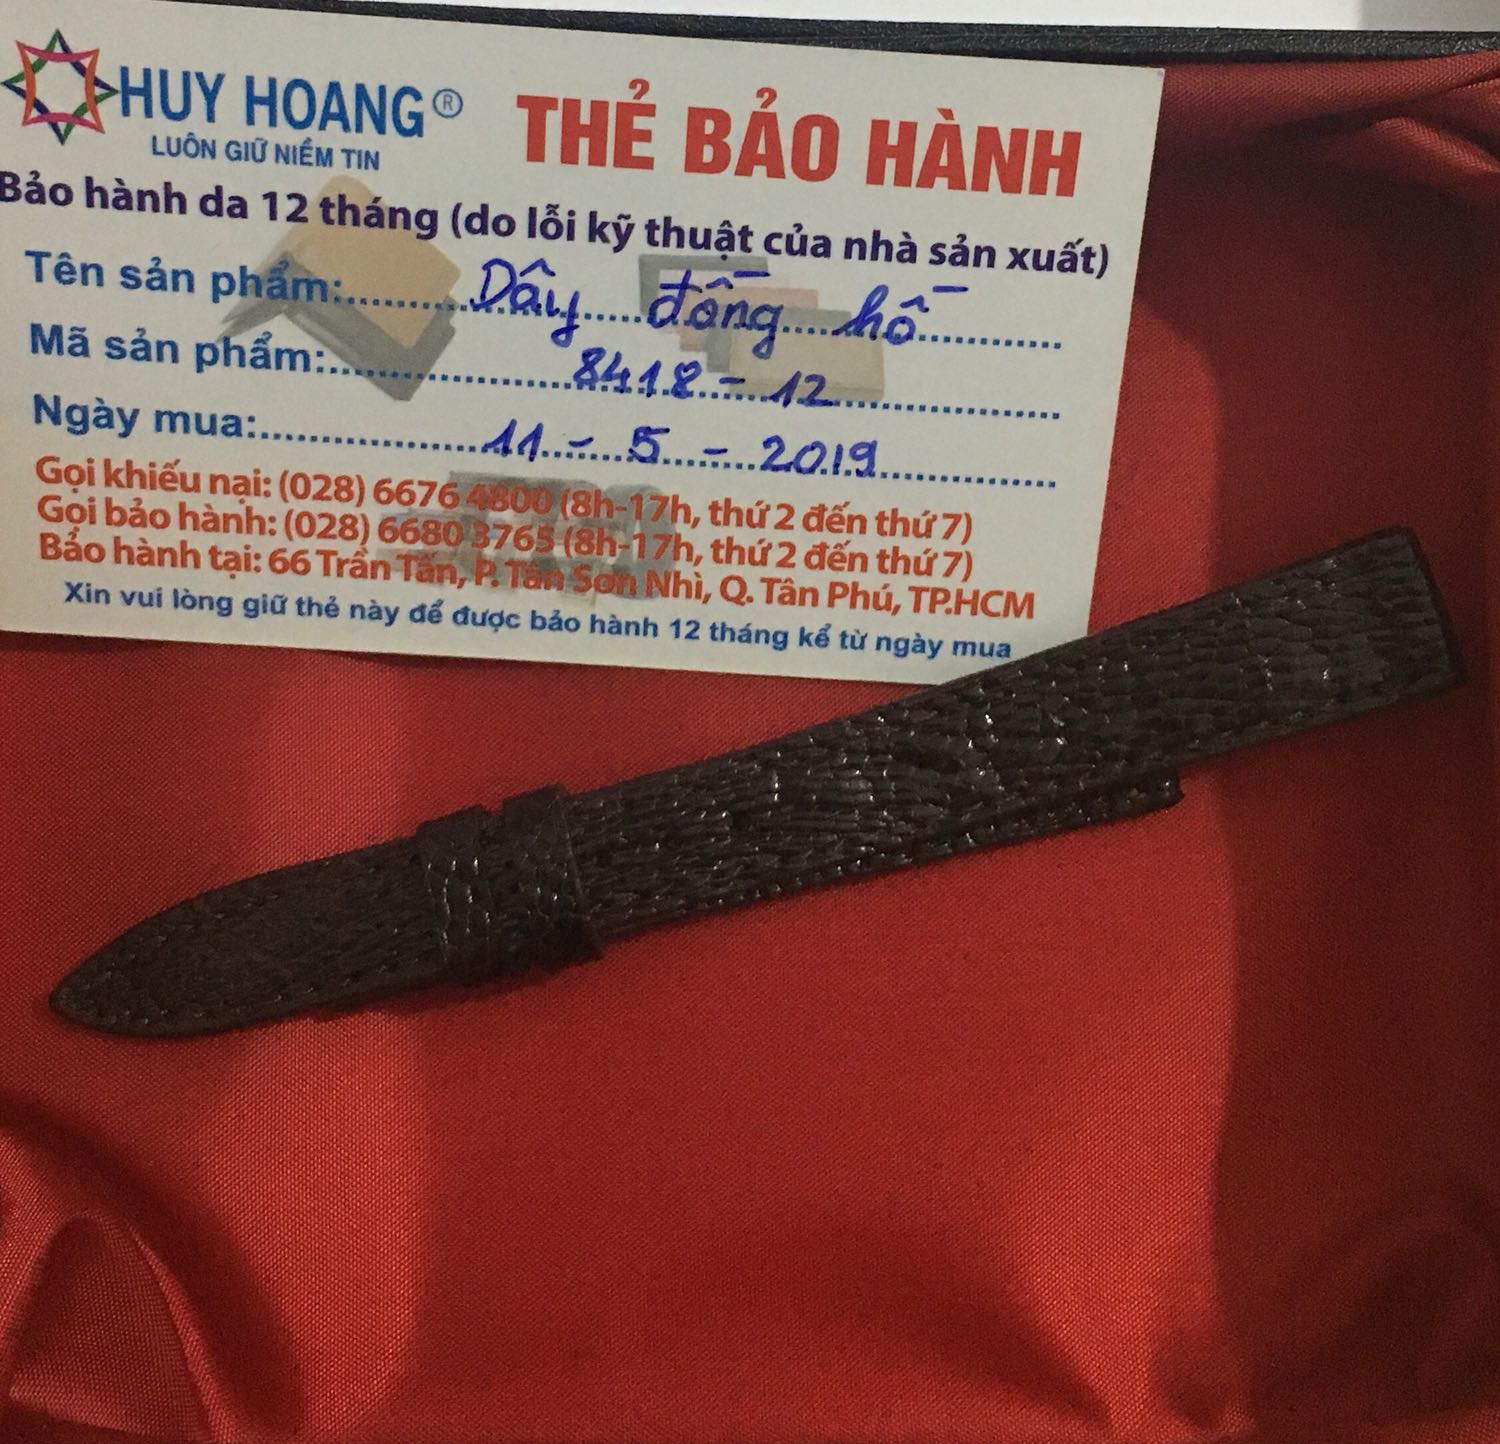 HUY HOANG®
LUÔN GIỮ NIỀM TIN
THẺ BẢO HÀNH
Bảo hành da 12 tháng (do lỗi kỹ thuật của nhà sản xuất)
Tên sản phẩm: Dây đồng hồ
Mã sản phẩm: 8418-12
Ngày mua: 11-5-2019
Gọi khiếu nại: (028) 6676 4800 (8h-17h, thứ 2 đến thứ 7)
Gọi bảo hành: (028) 6680 3765 (8h-17h, thứ 2 đến thứ 7)
Bảo hành tại: 66 Trần Tấn, P. Tân Sơn Nhì, Q. Tân Phú, TP.HCM
Xin vui lòng giữ thẻ này để được bảo hành 12 tháng kể từ ngày mua